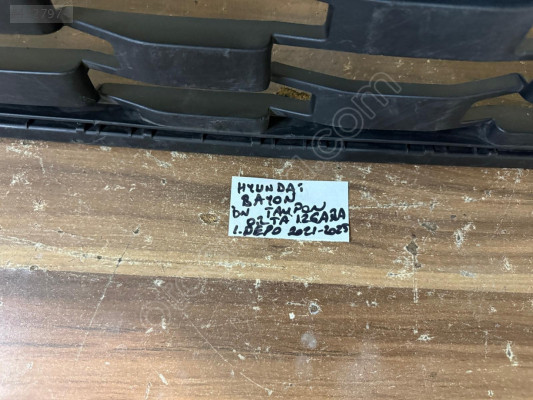 HYUNDAİ
BAYON
ÖN TAMPON
ORTA IZGARA
1.DEPO 2021-2025